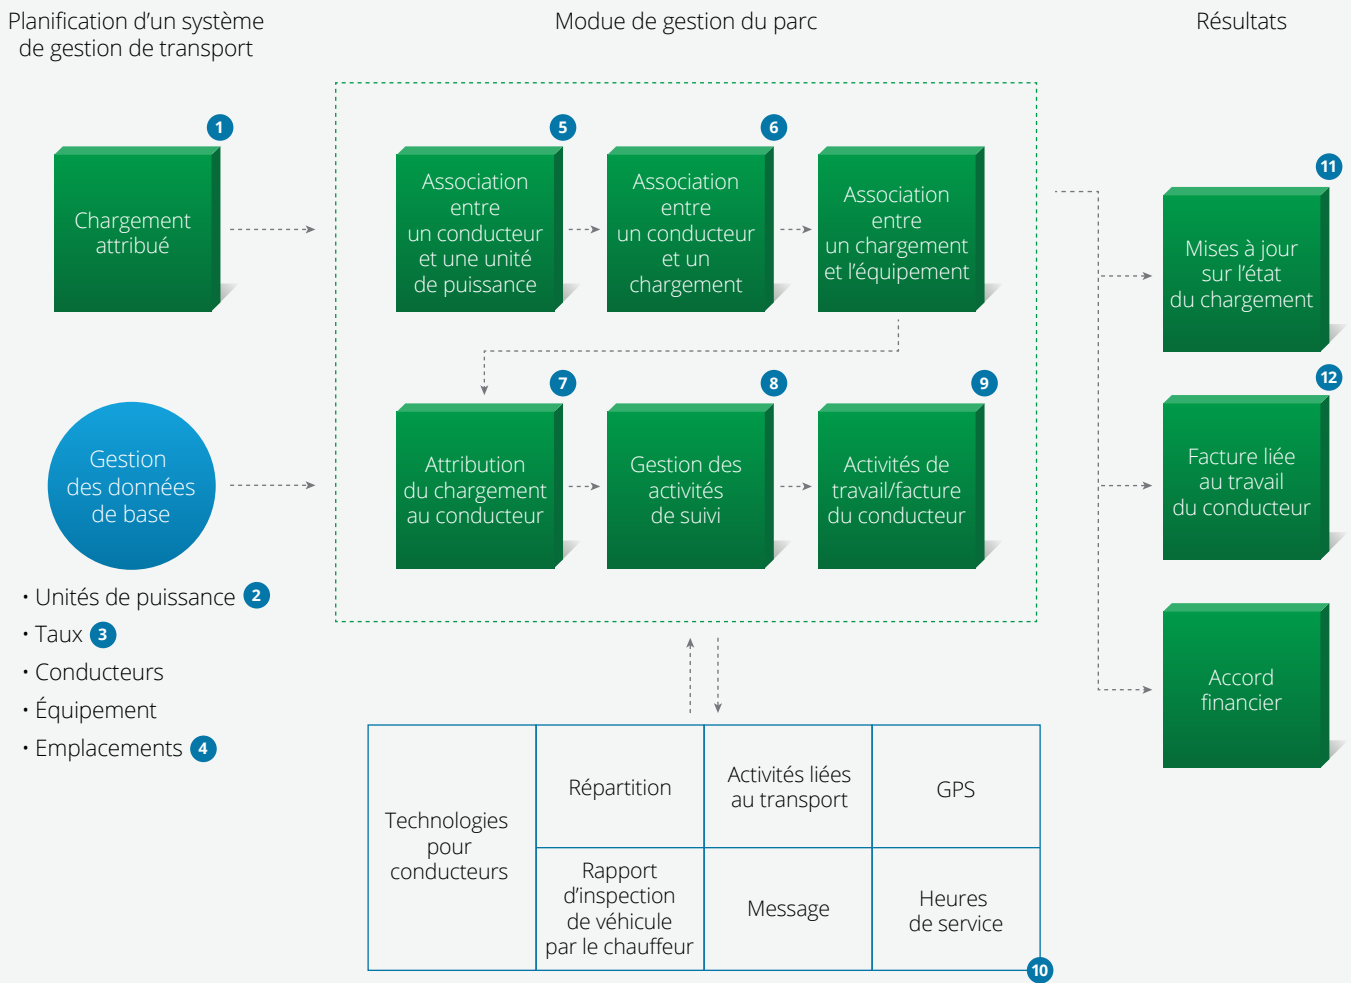 Planification d’un système
de gestion de transport
Modue de gestion du parc
Résultats
1
Chargement
attribué
5
Association
entre
un conducteur
et une unité
de puissance
6
Association
entre
un conducteur
et un
chargement
Association
entre
un chargement
et l’équipement
11
Mises à jour
sur l’état
du chargement
Gestion
des données
de base
7
Attribution
du chargement
au conducteur
8
Gestion des
activités
de suivi
9
Activités de
travail/facture
du conducteur
12
Facture liée
au travail
du conducteur
• Unités de puissance 2
• Taux 3
• Conducteurs
• Équipement
• Emplacements 4
Accord
financier
Technologies
pour
conducteurs
Répartition
Activités liées
au transport
GPS
Rapport
d’inspection
de véhicule
par le chauffeur
Message
Heures
de service
10